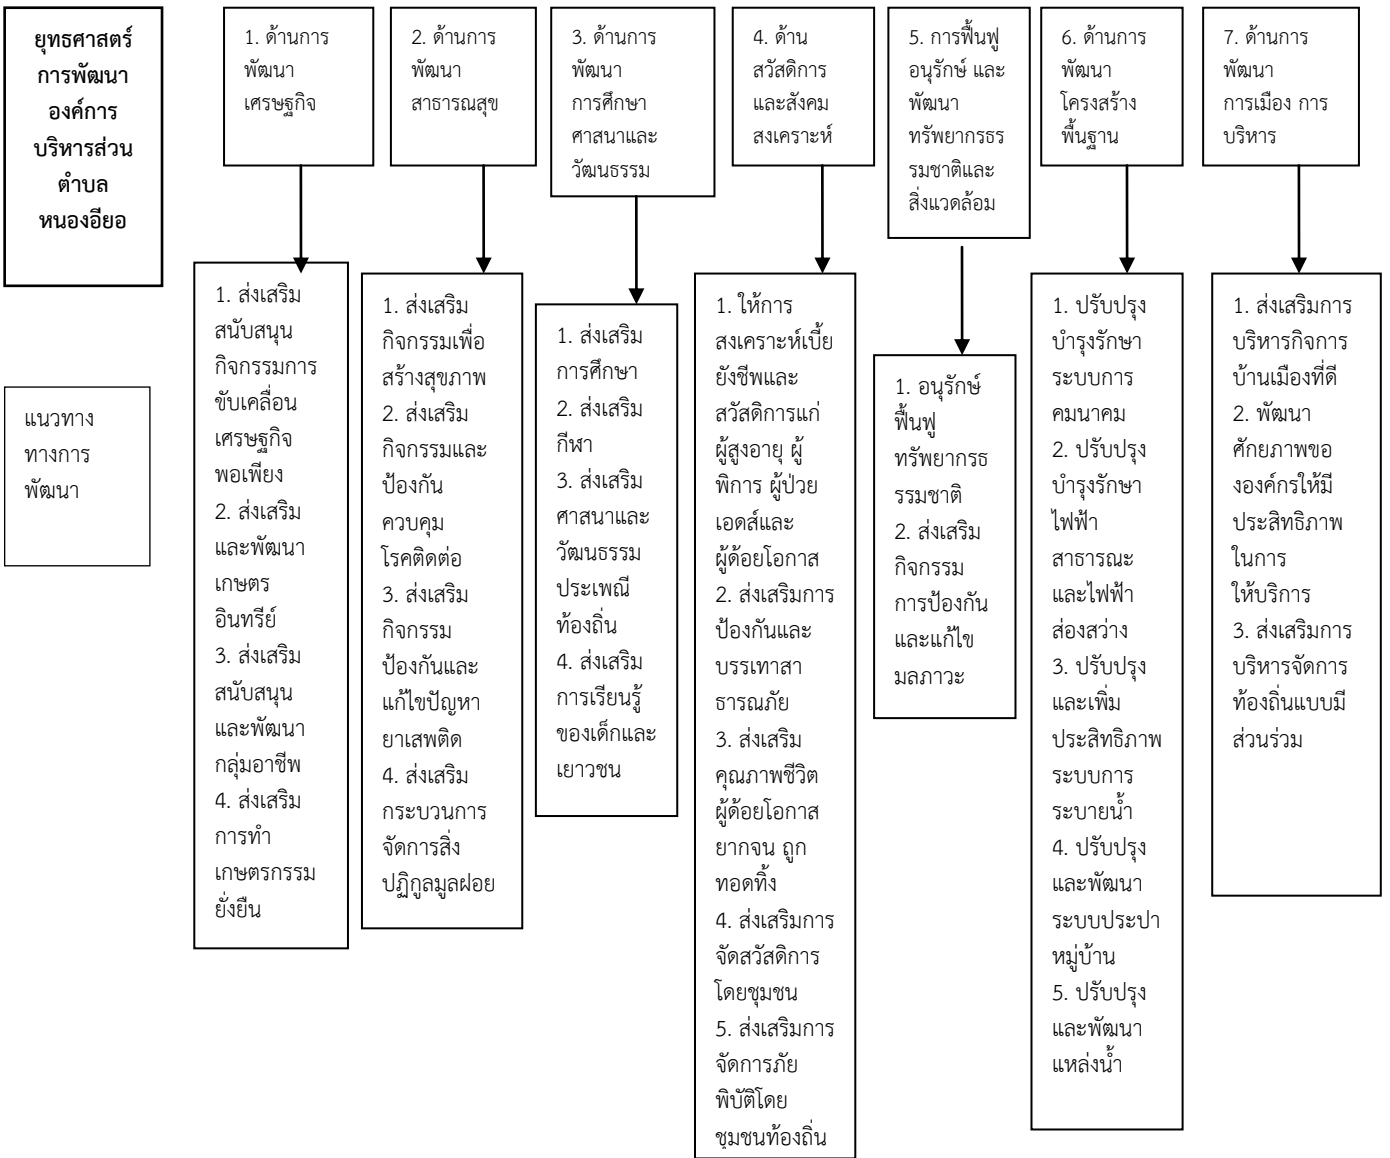 ยุทธศาสตร์
การพัฒนา
องค์การ
บริหารส่วน
ตำบล
หนองอียอ
1. ด้านการ
พัฒนา
เศรษฐกิจ
2. ด้านการ
พัฒนา
สาธารณสุข
3. ด้านการ
พัฒนา
การศึกษา
ศาสนาและ
วัฒนธรรม
4. ด้าน
สวัสดิการ
และสังคม
สงเคราะห์
5. การฟื้นฟู
อนุรักษ์ และ
พัฒนา
ทรัพยากรธร
รมชาติและ
สิ่งแวดล้อม
6. ด้านการ
พัฒนา
โครงสร้าง
พื้นฐาน
7. ด้านการ
พัฒนา
การเมือง การ
บริหาร
แนวทาง
ทางการ
พัฒนา
1. ส่งเสริม
สนับสนุน
กิจกรรมการ
ขับเคลื่อน
เศรษฐกิจ
พอเพียง
2. ส่งเสริม
และพัฒนา
เกษตร
อินทรีย์
3. ส่งเสริม
สนับสนุน
และพัฒนา
กลุ่มอาชีพ
4. ส่งเสริม
การทำ
เกษตรกรรม
ยั่งยืน
1. ส่งเสริม
กิจกรรมเพื่อ
สร้างสุขภาพ
2. ส่งเสริม
กิจกรรมและ
ป้องกัน
ควบคุม
โรคติดต่อ
3. ส่งเสริม
กิจกรรม
ป้องกันและ
แก้ไขปัญหา
ยาเสพติด
4. ส่งเสริม
กระบวนการ
จัดการสิ่ง
ปฏิกูลมูลฝอย
1. ส่งเสริม
การศึกษา
2. ส่งเสริม
กีฬา
3. ส่งเสริม
ศาสนาและ
วัฒนธรรม
ประเพณี
ท้องถิ่น
4. ส่งเสริม
การเรียนรู้
ของเด็กและ
เยาวชน
1. ให้การ
สงเคราะห์เบี้ย
ยังชีพและ
สวัสดิการแก่
ผู้สูงอายุ ผู้
พิการ ผู้ป่วย
เอดส์และ
ผู้ด้อยโอกาส
2. ส่งเสริมการ
ป้องกันและ
บรรเทาสา
ธารณภัย
3. ส่งเสริม
คุณภาพชีวิต
ผู้ด้อยโอกาส
ยากจน ถูก
ทอดทิ้ง
4. ส่งเสริมการ
จัดสวัสดิการ
โดยชุมชน
5. ส่งเสริมการ
จัดการภัย
พิบัติโดย
ชุมชนท้องถิ่น
1. อนุรักษ์
ฟื้นฟู
ทรัพยากรธ
รรมชาติ
2. ส่งเสริม
กิจกรรม
การป้องกัน
และแก้ไข
มลภาวะ
1. ปรับปรุง
บำรุงรักษา
ระบบการ
คมนาคม
2. ปรับปรุง
บำรุงรักษา
ไฟฟ้า
สาธารณะ
และไฟฟ้า
ส่องสว่าง
3. ปรับปรุง
และเพิ่ม
ประสิทธิภาพ
ระบบการ
ระบายน้ำ
4. ปรับปรุง
และพัฒนา
ระบบประปา
หมู่บ้าน
5. ปรับปรุง
และพัฒนา
แหล่งน้ำ
1. ส่งเสริมการ
บริหารกิจการ
บ้านเมืองที่ดี
2. พัฒนา
ศักยภาพขอ
งองค์กรให้มี
ประสิทธิภาพ
ในการ
ให้บริการ
3. ส่งเสริมการ
บริหารจัดการ
ท้องถิ่นแบบมี
ส่วนร่วม